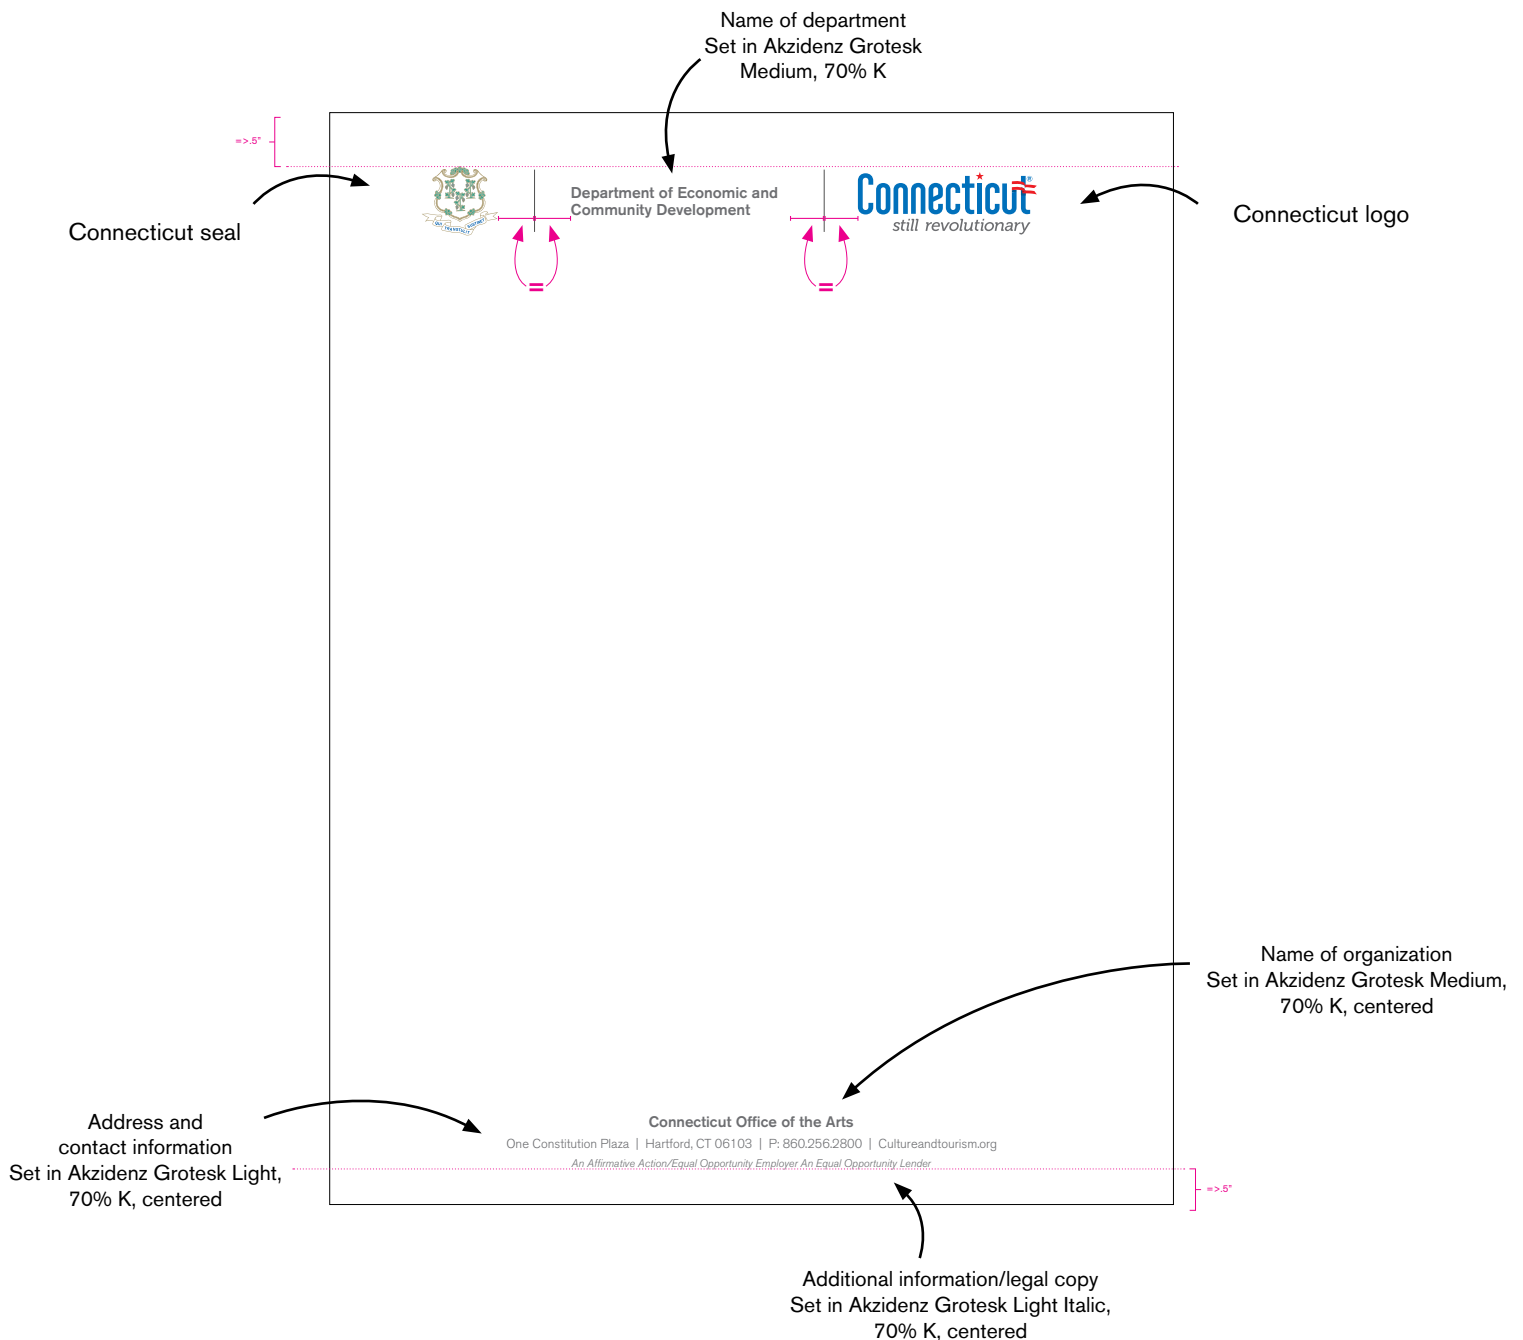 Name of department
Set in Akzidenz Grotesk
Medium, 70% K
=>.5"
Connecticut seal
QUI TRANSTULIT SUSTINET
Department of Economic and
Community Development
Connecticut®
still revolutionary
Connecticut logo
=
=
Name of organization
Set in Akzidenz Grotesk Medium,
70% K, centered
Address and
contact information
Set in Akzidenz Grotesk Light,
70% K, centered
Connecticut Office of the Arts
One Constitution Plaza | Hartford, CT 06103 | P: 860.256.2800 | Cultureandtourism.org
An Affirmative Action/Equal Opportunity Employer An Equal Opportunity Lender
=>.5"
Additional information/legal copy
Set in Akzidenz Grotesk Light Italic,
70% K, centered